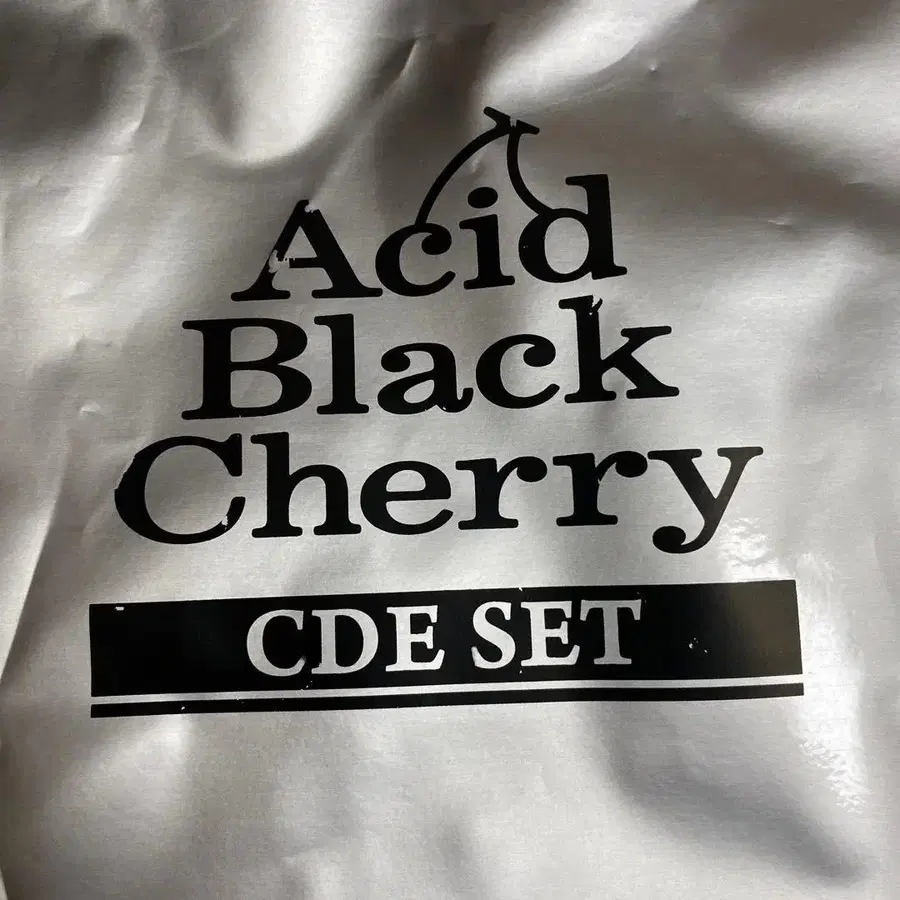 Acid
Black
Cherry
CDE SET